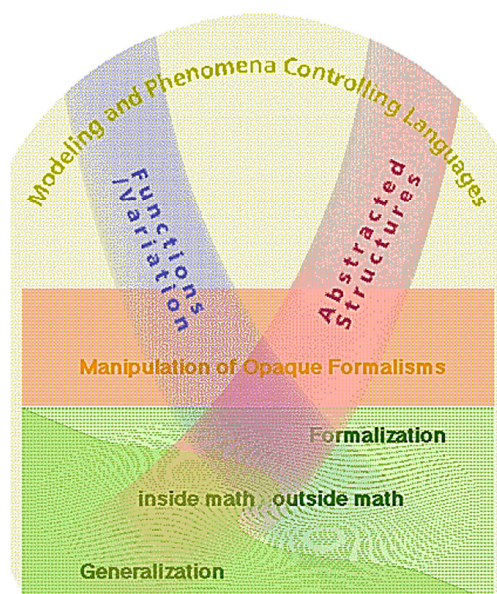 Modeling and Phenomena Controlling Languages
Functions
/Variation
Abstracted
Structures
Manipulation of Opaque Formalisms
Formalization
inside math outside math
Generalization